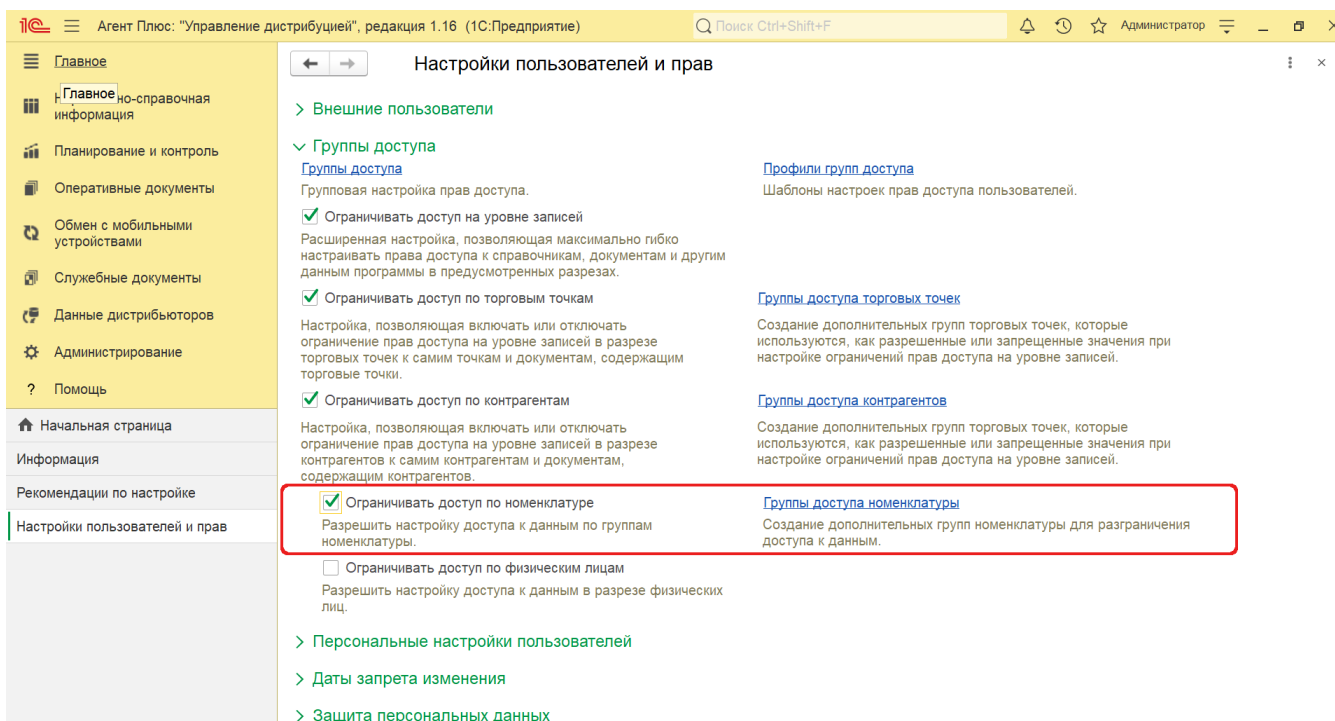 1С Агент Плюс: "Управление дистрибуцией", редакция 1.16 (1С:Предприятие) Поиск Ctrl+Shift+F Администратор
Главное
Главное
но-справочная
информация
Планирование и контроль
Оперативные документы
Обмен с мобильными
устройствами
Служебные документы
Данные дистрибьюторов
Администрирование
? Помощь
Начальная страница
Информация
Рекомендации по настройке
Настройки пользователей и прав
Настройки пользователей и прав
Внешние пользователи
Группы доступа
Группы доступа
Групповая настройка прав доступа.
Профили групп доступа
Шаблоны настроек прав доступа пользователей.
Ограничивать доступ на уровне записей
Расширенная настройка, позволяющая максимально гибко
настраивать права доступа к справочникам, документам и другим
данным программы в предусмотренных разрезах.
Ограничивать доступ по торговым точкам
Настройка, позволяющая включать или отключать
ограничение прав доступа на уровне записей в разрезе
торговых точек к самим точкам и документам, содержащим
торговые точки.
Группы доступа торговых точек
Создание дополнительных групп торговых точек, которые
используются, как разрешенные или запрещенные значения при
настройке ограничений прав доступа на уровне записей.
Ограничивать доступ по контрагентам
Настройка, позволяющая включать или отключать
ограничение прав доступа на уровне записей в разрезе
контрагентов к самим контрагентам и документам,
содержащим контрагентов.
Группы доступа контрагентов
Создание дополнительных групп торговых точек, которые
используются, как разрешенные или запрещенные значения при
настройке ограничений прав доступа на уровне записей.
Ограничивать доступ по номенклатуре
Разрешить настройку доступа к данным по группам
номенклатуры.
Группы доступа номенклатуры
Создание дополнительных групп номенклатуры для разграничения
доступа к данным.
Ограничивать доступ по физическим лицам
Разрешить настройку доступа к данным в разрезе физических
лиц.
Персональные настройки пользователей
Даты запрета изменения
Защита персональных данных